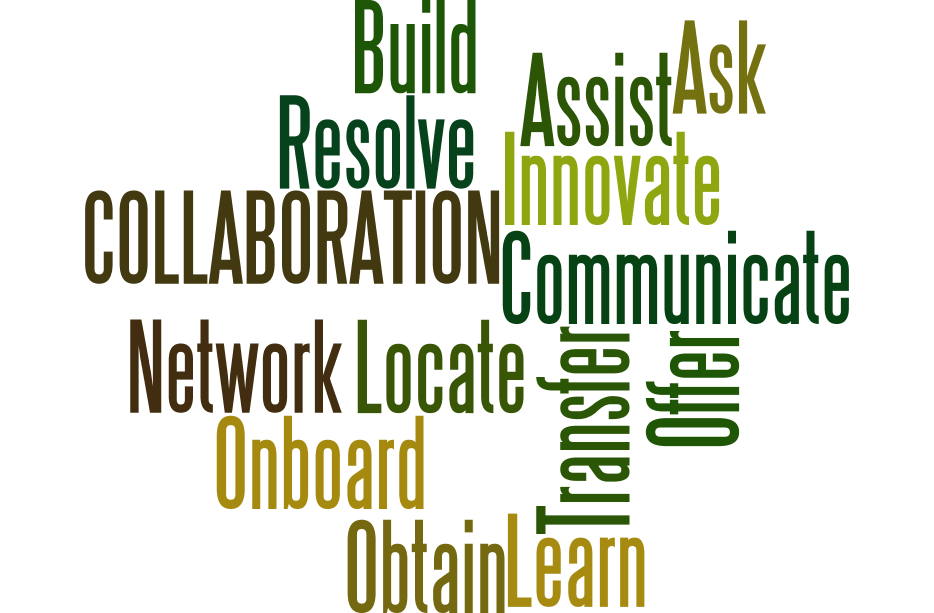 Build
Ask
Assist
Resolve
Innovate
COLLABORATION
Communicate
Network
Locate
Transfer
Offer
Onboard
Obtain
Learn